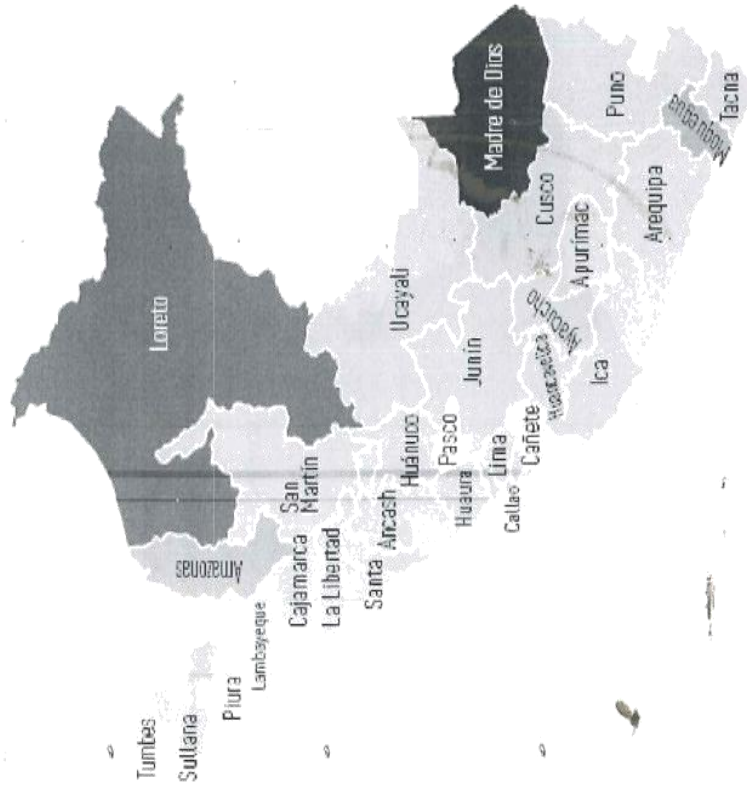 Tumbes
Sullana
Piura
Lambayeque
Amazonas
Loreto
Cajamarca
San
Martín
La Libertad
Santa
Ancash
Huánuco
Ucayali
Pasco
Huaura
Junín
Lima
Callao
Cañete
Madre de Dios
Cusco
Huancavelica
Ayacucho
Apurímac
Ica
Puno
Arequipa
Moquegua
Tacna